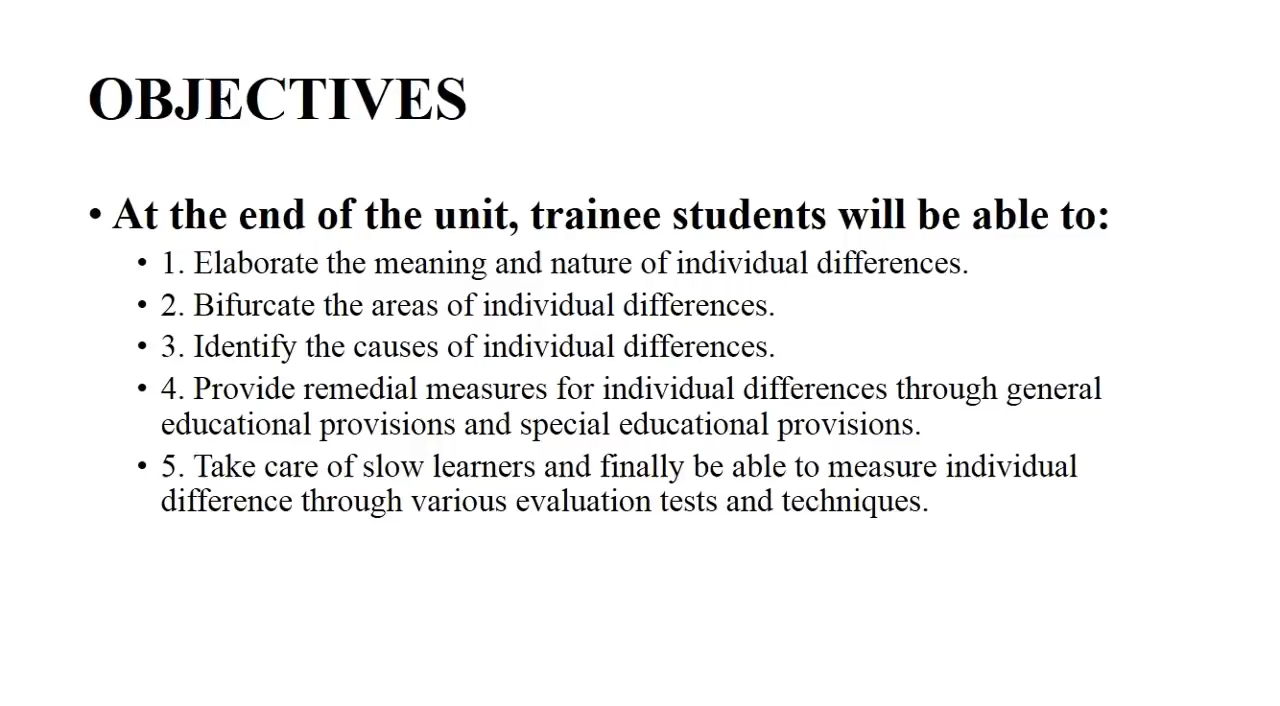 OBJECTIVES
• At the end of the unit, trainee students will be able to:
• 1. Elaborate the meaning and nature of individual differences.
• 2. Bifurcate the areas of individual differences.
• 3. Identify the causes of individual differences.
• 4. Provide remedial measures for individual differences through general
educational provisions and special educational provisions.
• 5. Take care of slow learners and finally be able to measure individual
difference through various evaluation tests and techniques.